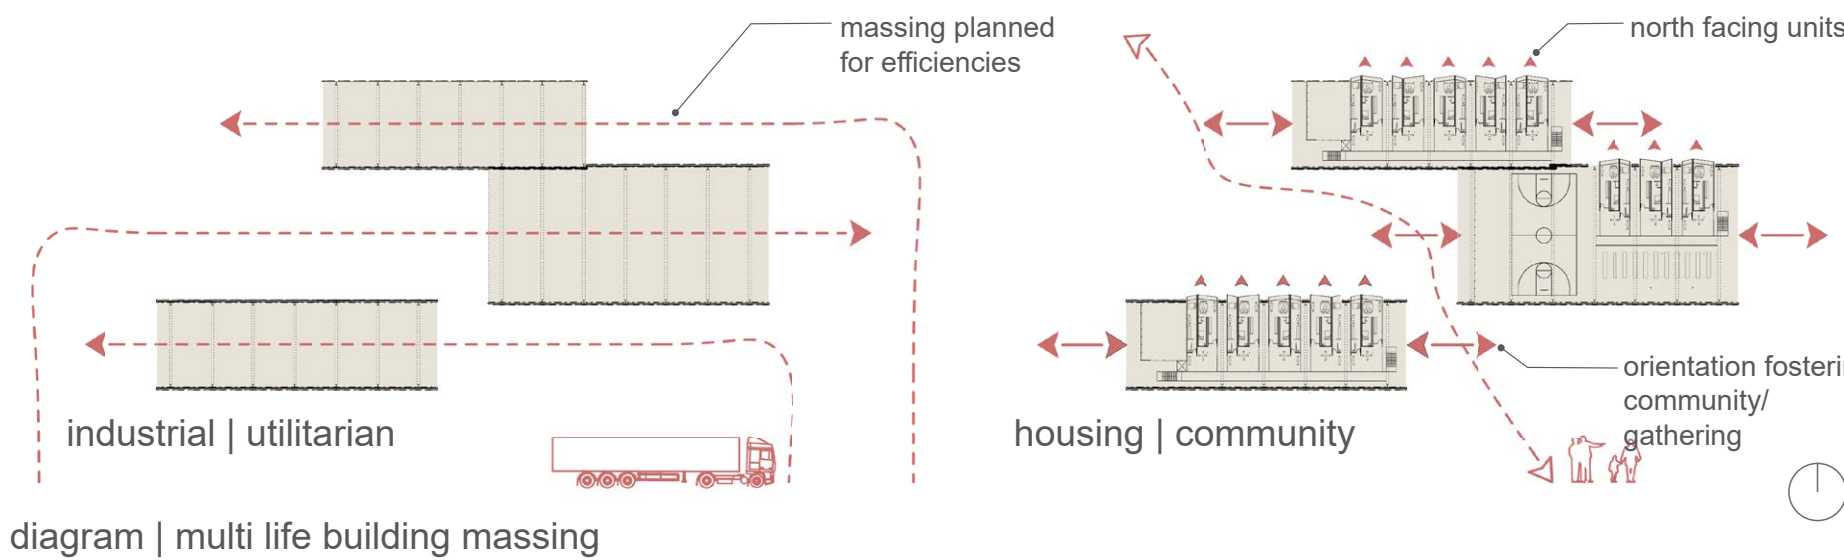 massing planned
for efficiencies
north facing units
industrial | utilitarian
housing | community
orientation fosterin
community/
gathering
diagram | multi life building massing